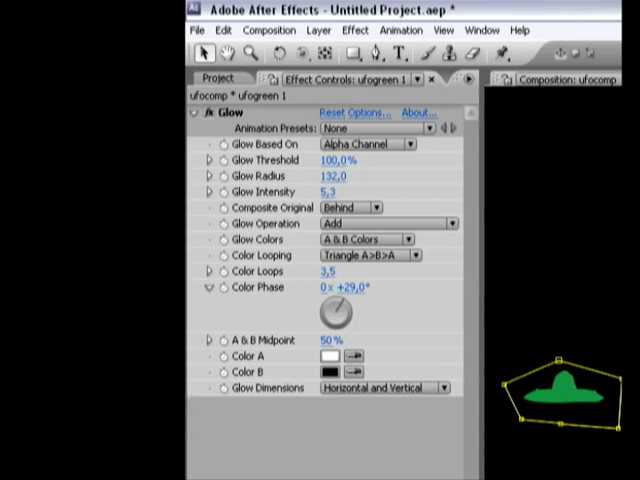 Ae Adobe After Effects - Untitled Project.aep *
File Edit Composition Layer Effect Animation View Window Help
Project Effect Controls: ufogreen 1 Composition: ufocomp
ufocomp * ufogreen 1
fx Glow Reset Options... About...
Animation Presets: None
Glow Based On Alpha Channel
Glow Threshold 100,0%
Glow Radius 132,0
Glow Intensity 5,3
Composite Original Behind
Glow Operation Add
Glow Colors A & B Colors
Color Looping Triangle A>B>A
Color Loops 3,5
Color Phase 0x +29,0°
A & B Midpoint 50%
Color A
Color B
Glow Dimensions Horizontal and Vertical